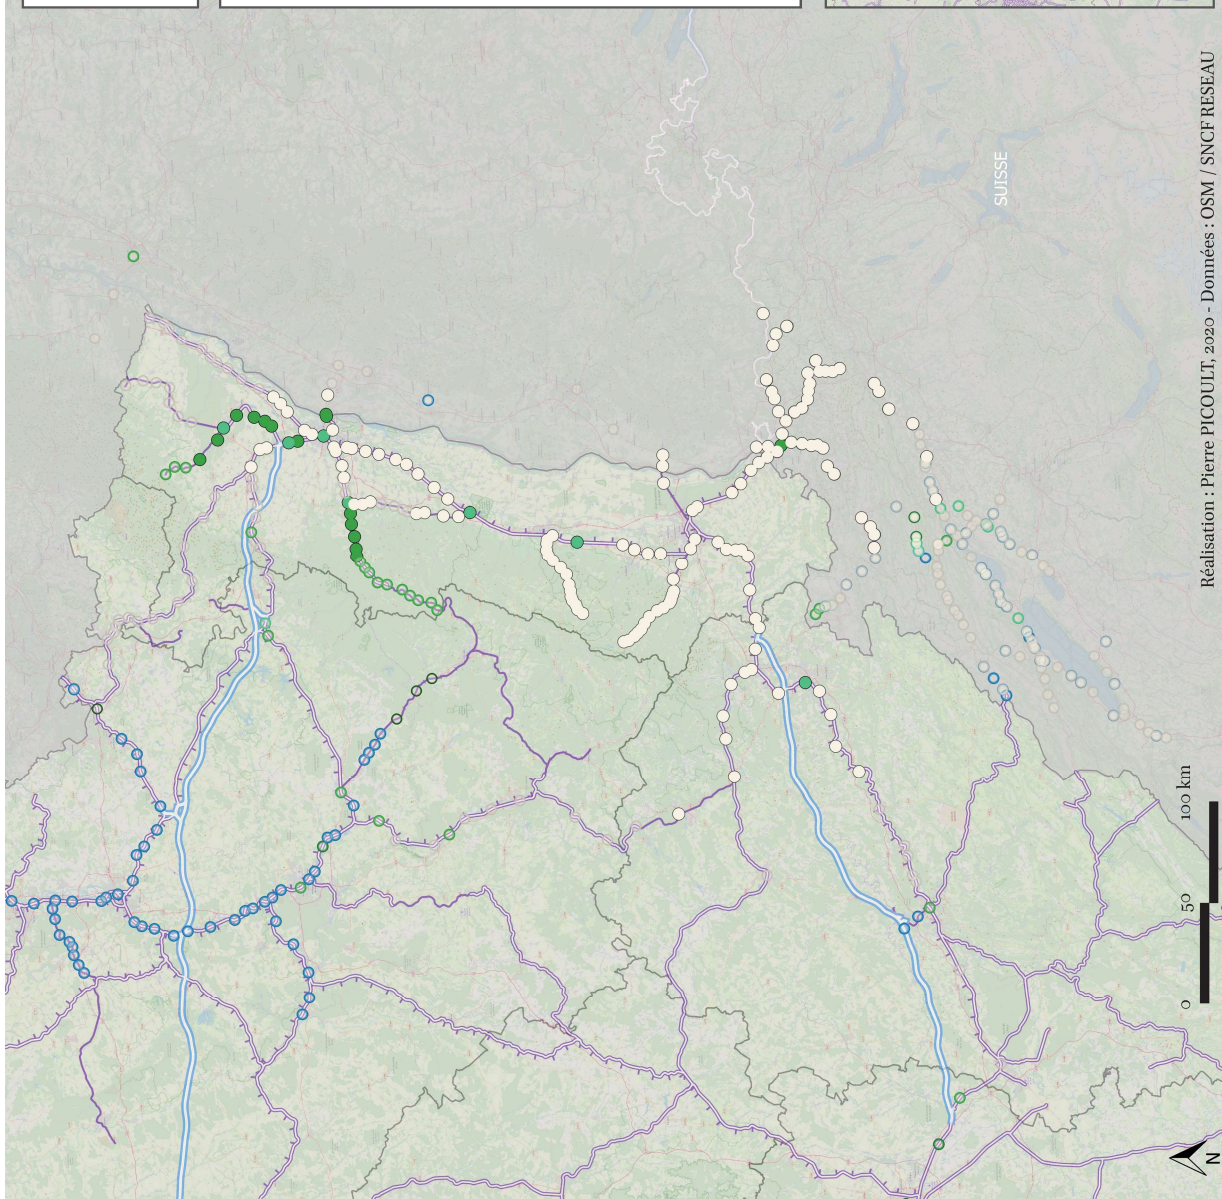 SUISSE
Réalisation : Pierre PICOULT, 2020 - Données : OSM / SNCF RESEAU
0 50 100 km
N